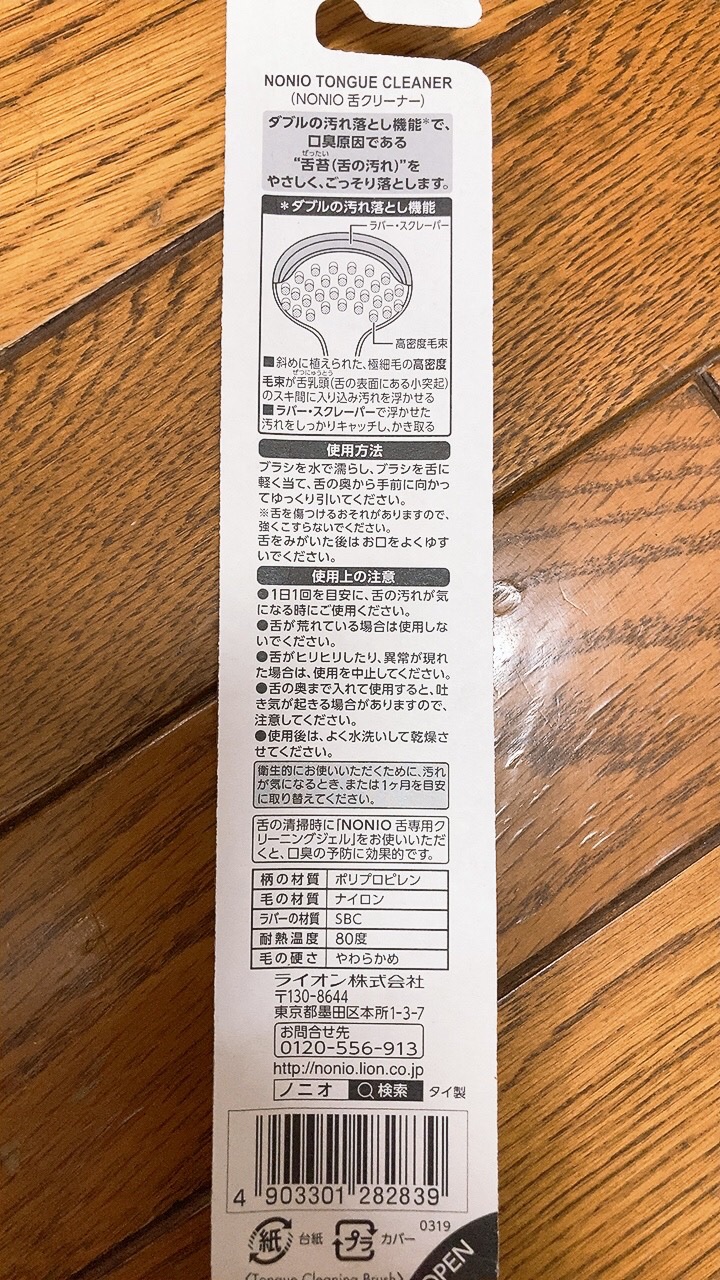 NONIO TONGUE CLEANER
(NONIO 舌クリーナー)
ダブルの汚れ落とし機能*で、
口臭原因である
ぜったい
“舌苔(舌の汚れ)”を
やさしく、ごっそり落とします。
*ダブルの汚れ落とし機能
ラバー・スクレーパー
高密度毛束
■斜めに植えられた、極細毛の高密度
ぜつにゅうとう
毛束が舌乳頭(舌の表面にある小突起)
のスキ間に入り込み汚れを浮かせる
■ラバー・スクレーパーで浮かせた
汚れをしっかりキャッチし、かき取る
使用方法
ブラシを水で濡らし、ブラシを舌に
軽く当て、舌の奥から手前に向かっ
てゆっくり引いてください。
※舌を傷つけるおそれがありますので、
強くこすらないでください。
舌をみがいた後はお口をよくゆす
いでください。
使用上の注意
●1日1回を目安に、舌の汚れが気
になる時にご使用ください。
●舌が荒れている場合は使用しな
いでください。
●舌がヒリヒリしたり、異常が現れ
た場合は、使用を中止してください。
●舌の奥まで入れて使用すると、吐
き気が起きる場合がありますので、
注意してください。
●使用後は、よく水洗いして乾燥さ
せてください。
衛生的にお使いいただくために、汚れ
が気になるとき、または1ヶ月を目安
に取り替えてください。
舌の清掃時に「NONIO 舌専用ク
リーニングジェル」をお使いいただ
くと、口臭の予防に効果的です。
柄の材質 ポリプロピレン
毛の材質 ナイロン
ラバーの材質 SBC
耐熱温度 80度
毛の硬さ やわらかめ
ライオン株式会社
〒130-8644
東京都墨田区本所1-3-7
お問合せ先
0120-556-913
http://nonio.lion.co.jp
ノニオ 検索 タイ製
4 903301 282839
0319
紙 台紙 プラ カバー
OPEN
(Tongue Cleaning Brush)